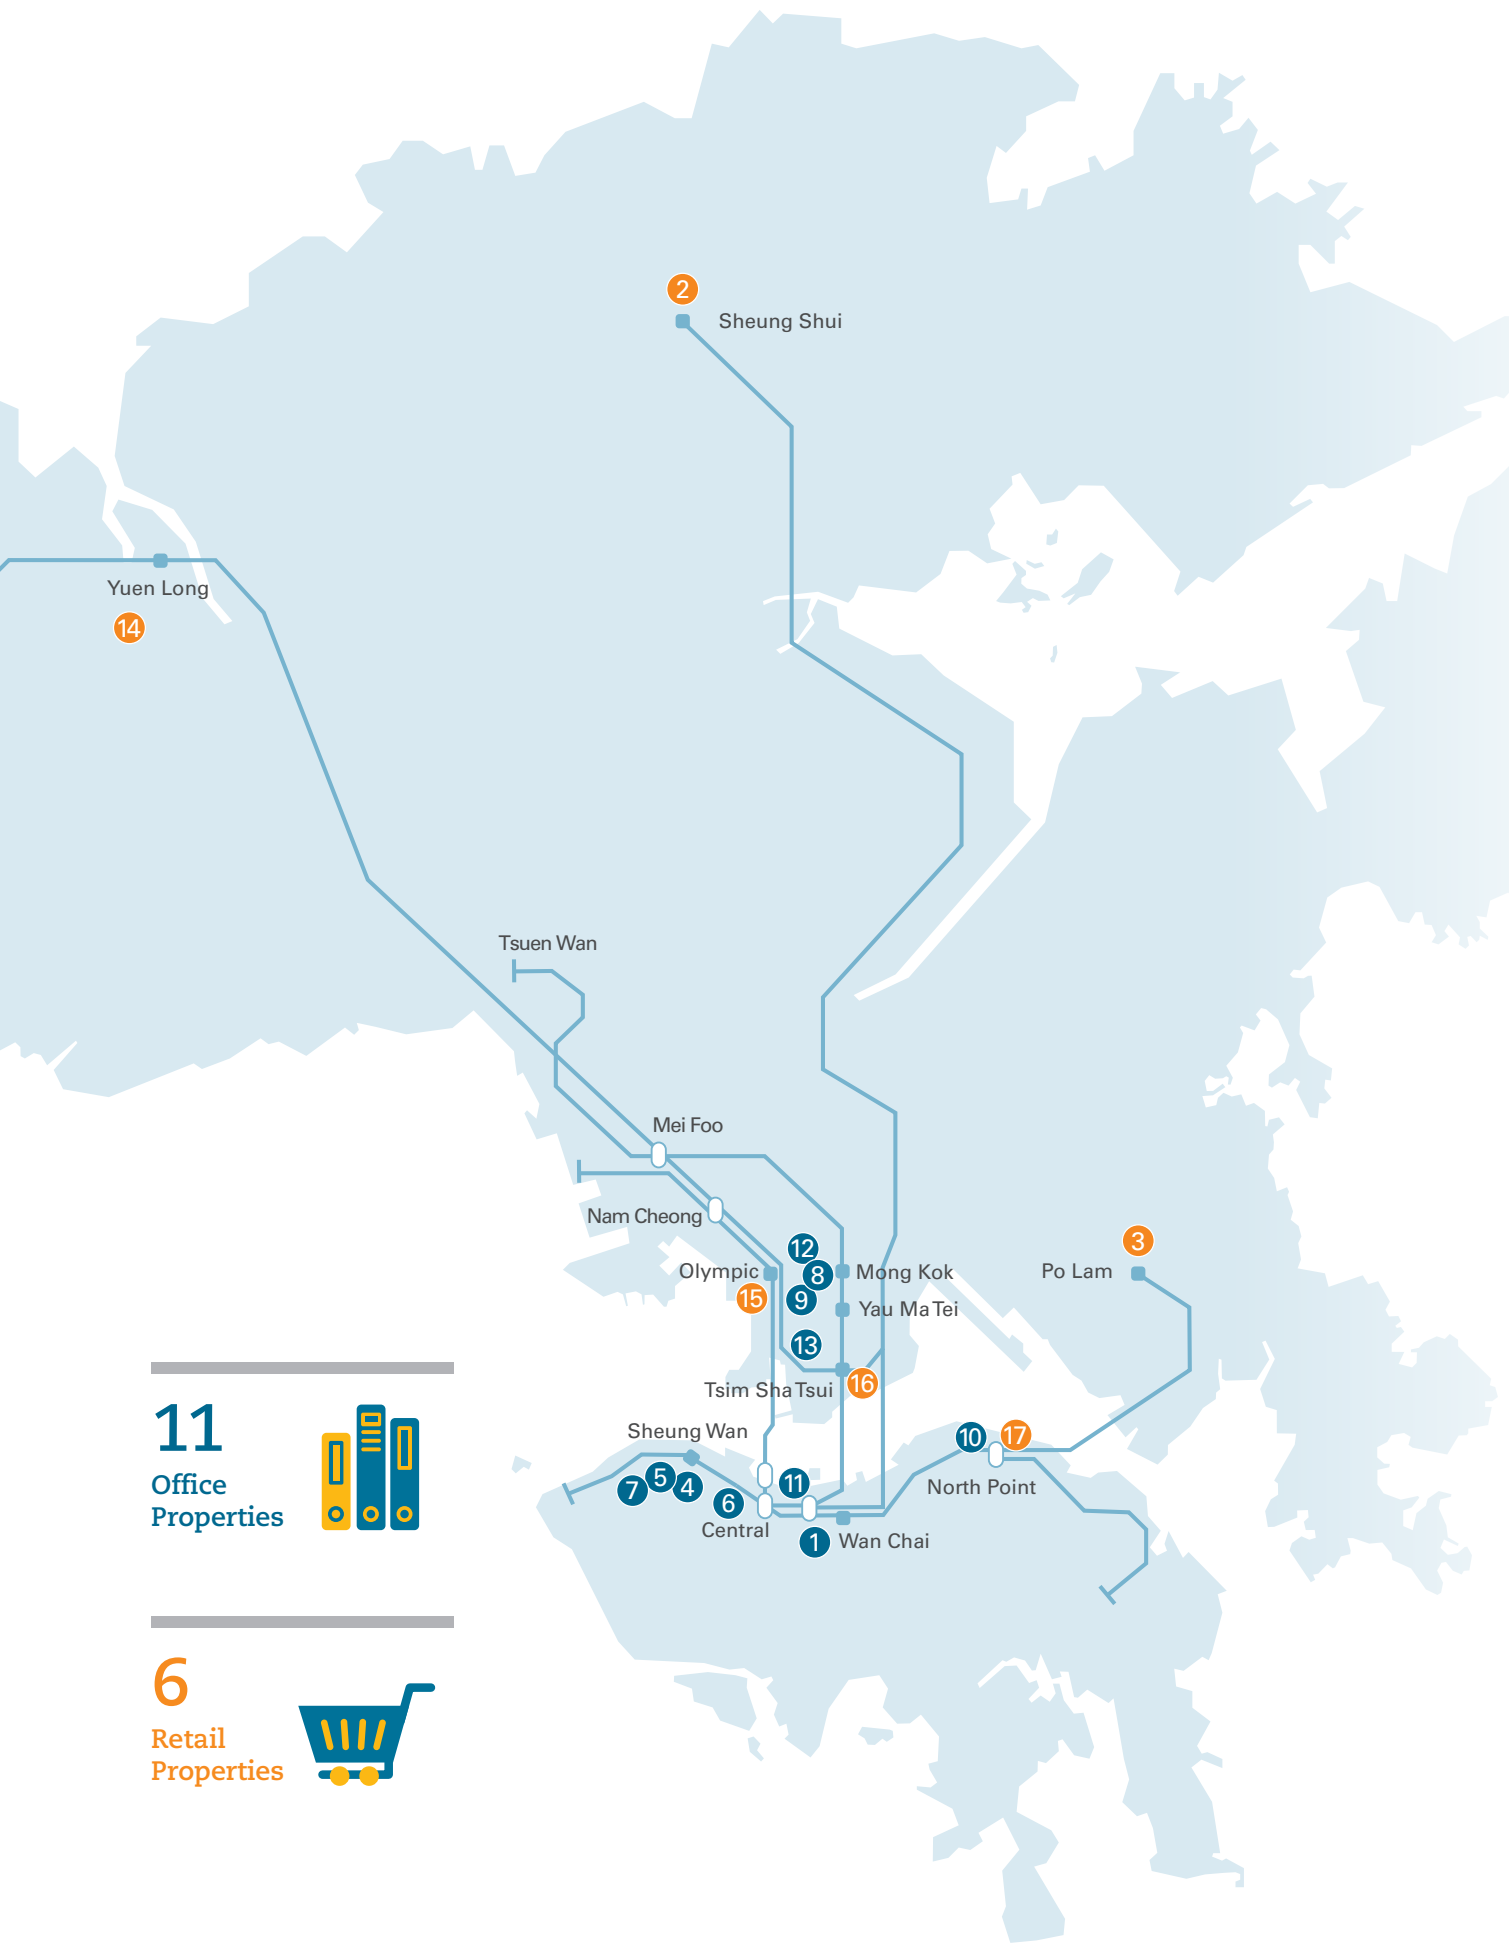 2
Sheung Shui
Yuen Long
14
Tsuen Wan
Mei Foo
Nam Cheong
12
3
Olympic
8
Mong Kok
Po Lam
15
9
Yau Ma Tei
13
Tsim Sha Tsui
16
Sheung Wan
10
17
7
5
4
6
11
North Point
Central
1
Wan Chai
11
Office
Properties
6
Retail
Properties